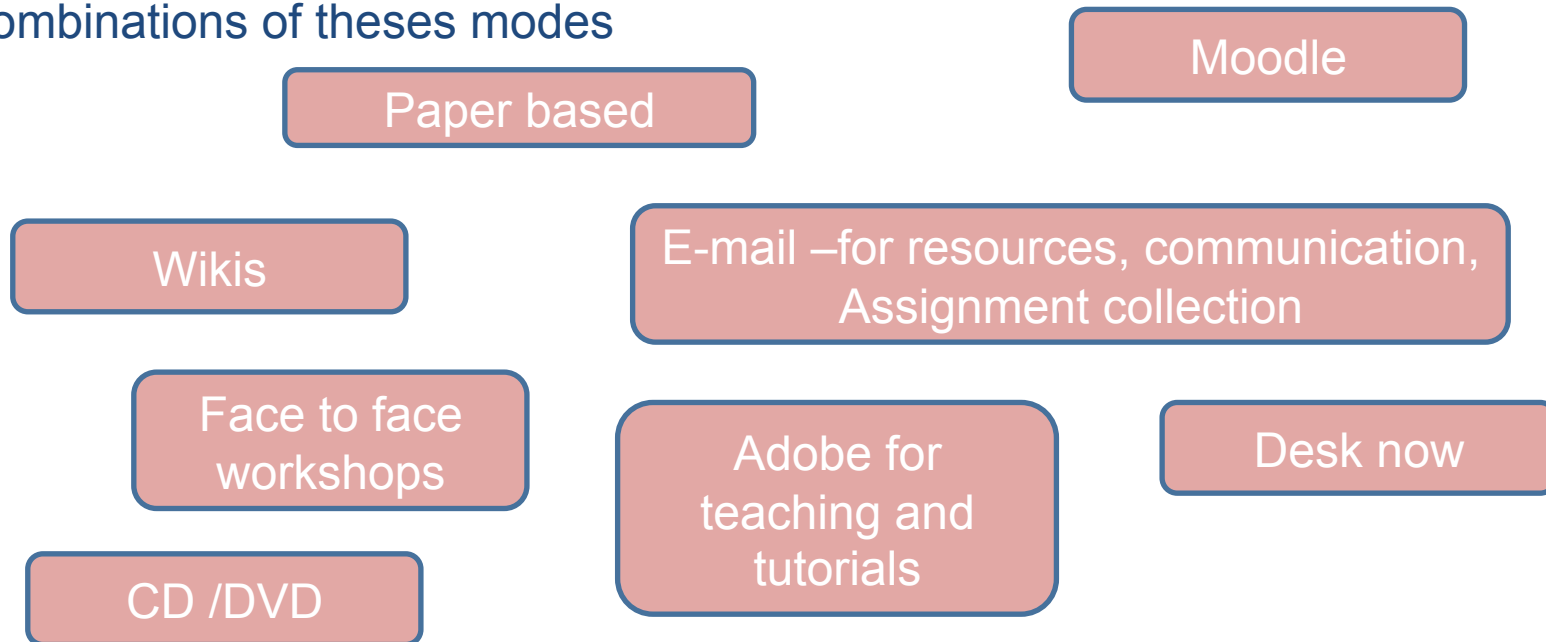 ombinations of theses modes
Moodle
Paper based
Wikis
E-mail –for resources, communication,
Assignment collection
Face to face
workshops
Adobe for
teaching and
tutorials
Desk now
CD /DVD